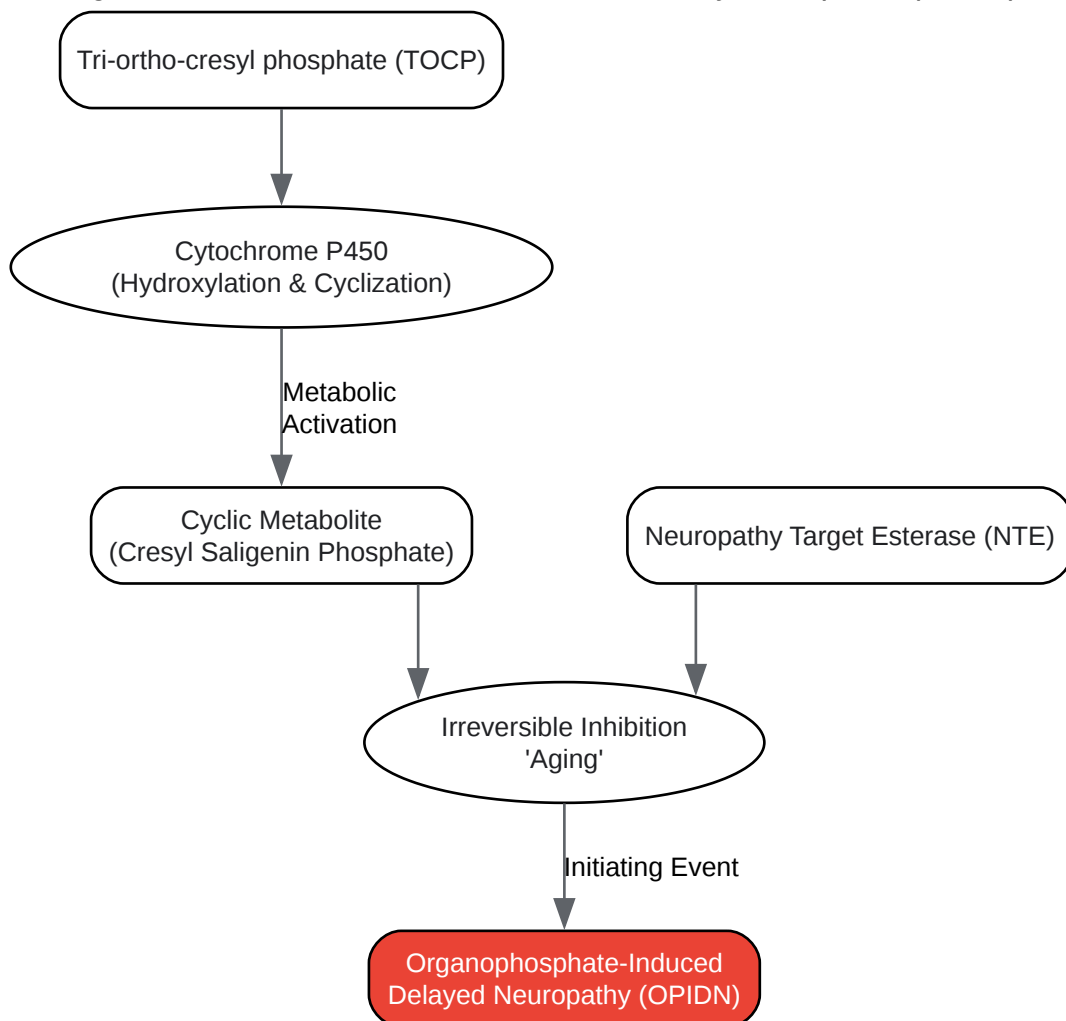 Tri-ortho-cresyl phosphate (TOCP)
Cytochrome P450
(Hydroxylation & Cyclization)
Metabolic
Activation
Cyclic Metabolite
(Cresyl Saligenin Phosphate)
Neuropathy Target Esterase (NTE)
Irreversible Inhibition
'Aging'
Initiating Event
Organophosphate-Induced
Delayed Neuropathy (OPIDN)